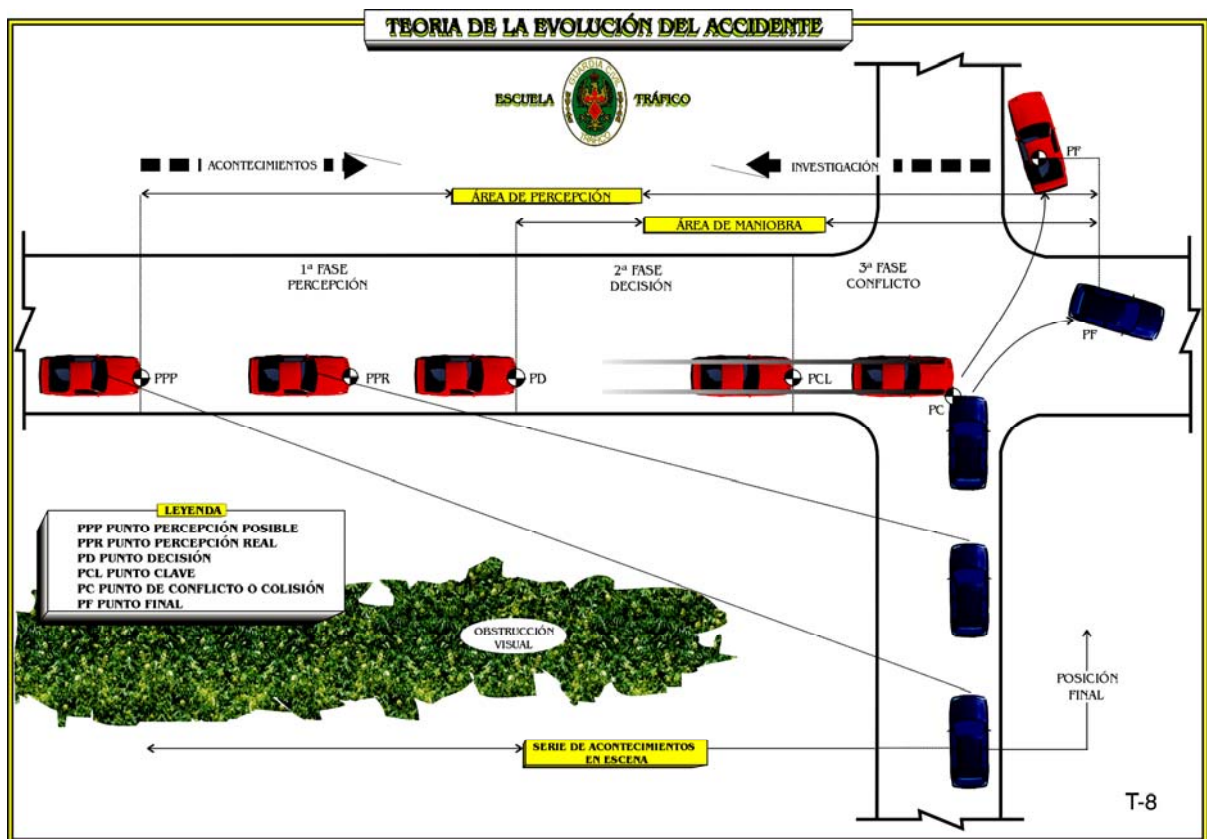 TEORIA DE LA EVOLUCIÓN DEL ACCIDENTE
ESCUELA
GUARDIA CIVIL
TRÁFICO
TRÁFICO
ACONTECIMIENTOS
INVESTIGACIÓN
PF
ÁREA DE PERCEPCIÓN
ÁREA DE MANIOBRA
1ª FASE
PERCEPCIÓN
2ª FASE
DECISIÓN
3ª FASE
CONFLICTO
PF
PPP
PPR
PD
PCL
PC
LEYENDA
PPP PUNTO PERCEPCIÓN POSIBLE
PPR PUNTO PERCEPCIÓN REAL
PD PUNTO DECISIÓN
PCL PUNTO CLAVE
PC PUNTO DE CONFLICTO O COLISIÓN
PF PUNTO FINAL
OBSTRUCCIÓN
VISUAL
POSICIÓN
FINAL
SERIE DE ACONTECIMIENTOS
EN ESCENA
T-8